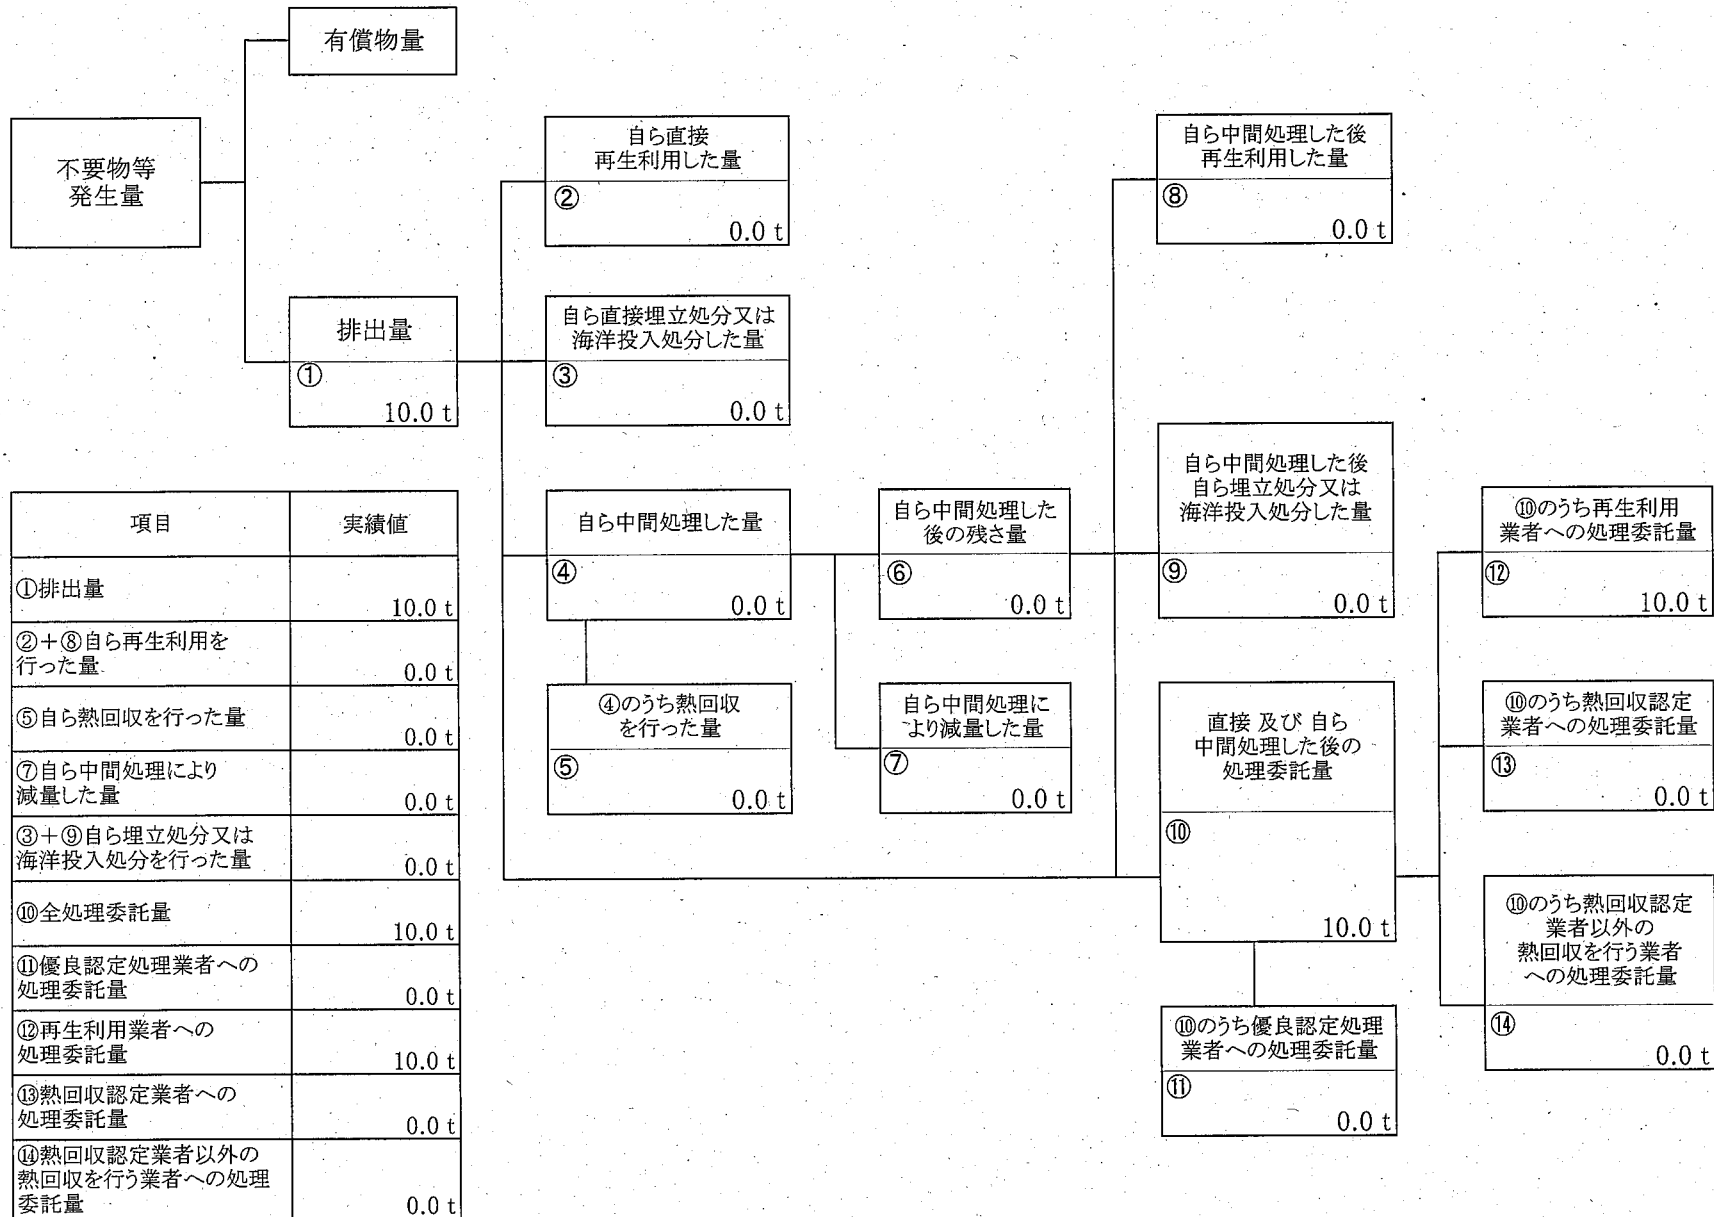 有償物量
不要物等
発生量
排出量
①
10.0 t
自ら直接
再生利用した量
②
0.0 t
自ら直接埋立処分又は
海洋投入処分した量
③
0.0 t
自ら中間処理した量
④
0.0 t
④のうち熱回収
を行った量
⑤
0.0 t
自ら中間処理した
後の残さ量
⑥
0.0 t
自ら中間処理に
より減量した量
⑦
0.0 t
自ら中間処理した後
再生利用した量
⑧
0.0 t
自ら中間処理した後
自ら埋立処分又は
海洋投入処分した量
⑨
0.0 t
直接 及び 自ら
中間処理した後の
処理委託量
⑩
10.0 t
⑩のうち優良認定処理
業者への処理委託量
⑪
0.0 t
⑩のうち再生利用
業者への処理委託量
⑫
10.0 t
⑩のうち熱回収認定
業者への処理委託量
⑬
0.0 t
⑩のうち熱回収認定
業者以外の
熱回収を行う業者
への処理委託量
⑭
0.0 t
項目 実績値
①排出量
10.0 t
②+⑧自ら再生利用を
行った量
0.0 t
⑤自ら熱回収を行った量
0.0 t
⑦自ら中間処理により
減量した量
0.0 t
③+⑨自ら埋立処分又は
海洋投入処分を行った量
0.0 t
⑩全処理委託量
10.0 t
⑪優良認定処理業者への
処理委託量
0.0 t
⑫再生利用業者への
処理委託量
10.0 t
⑬熱回収認定業者への
処理委託量
0.0 t
⑭熱回収認定業者以外の
熱回収を行う業者への処理
委託量
0.0 t